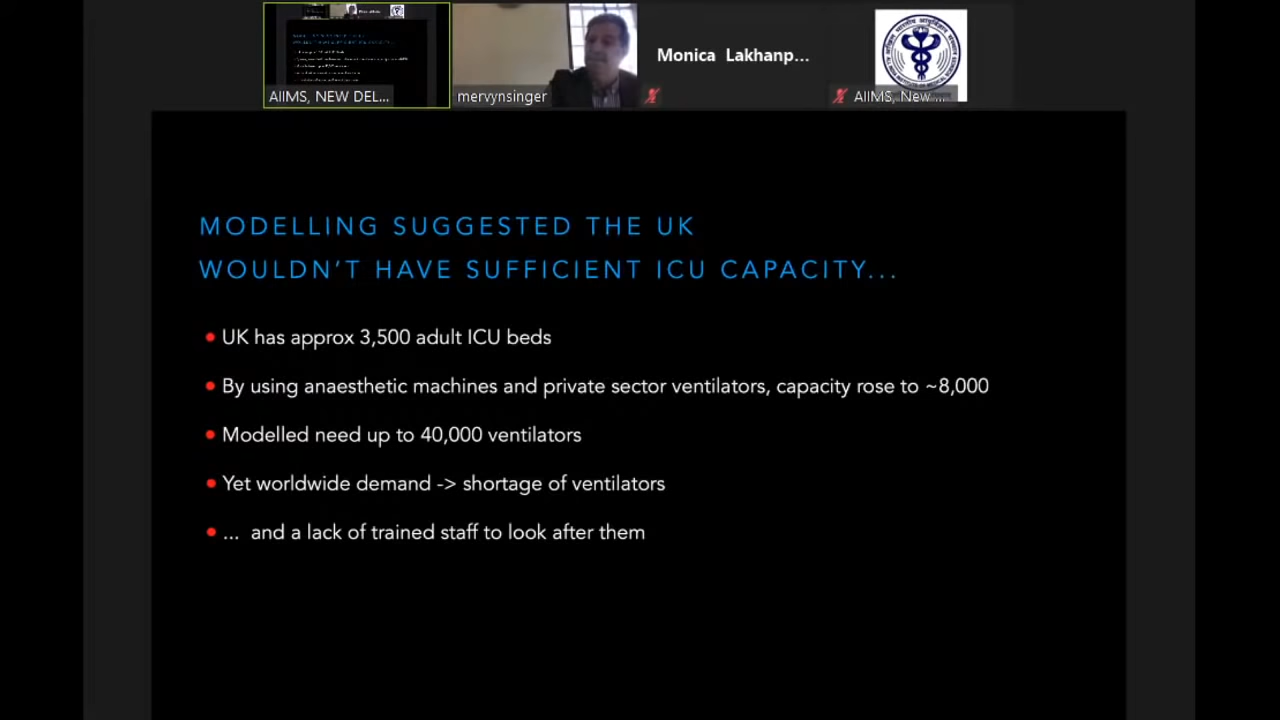 AIIMS, NEW DEL...
mervynsinger
Monica Lakhanp...
AIIMS, New ...
MODELLING SUGGESTED THE UK
WOULDN'T HAVE SUFFICIENT ICU CAPACITY...
• UK has approx 3,500 adult ICU beds
• By using anaesthetic machines and private sector ventilators, capacity rose to ~8,000
• Modelled need up to 40,000 ventilators
• Yet worldwide demand -> shortage of ventilators
• ... and a lack of trained staff to look after them